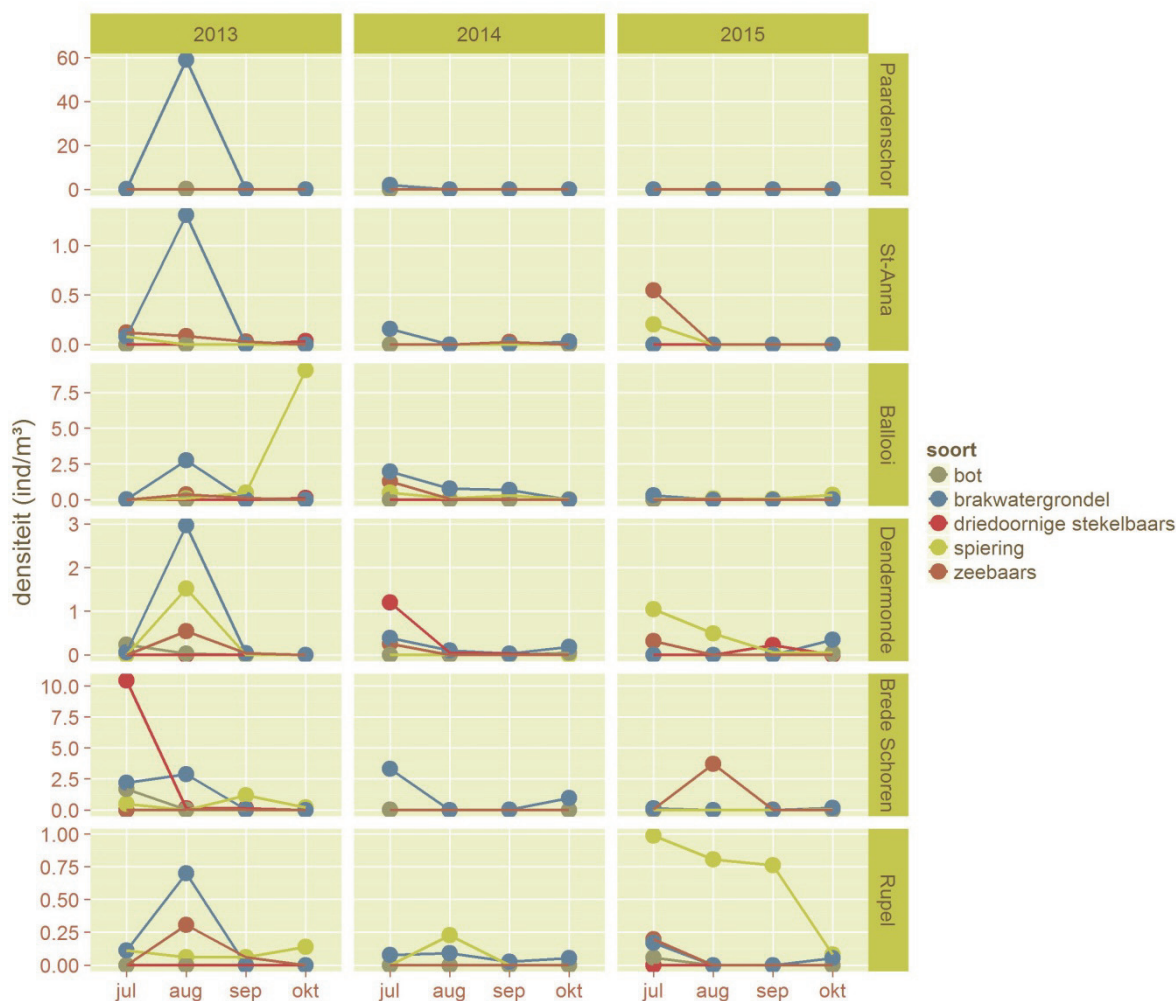 2013 2014 2015
densiteit (ind/m³)
60
40
20
0
Paardenschor
1.0
0.5
0.0
St-Anna
7.5
5.0
2.5
0.0
Ballooi
3
2
1
0
Dendermonde
10.0
7.5
5.0
2.5
0.0
Brede Schoren
1.00
0.75
0.50
0.25
0.00
Rupel
jul aug sep okt jul aug sep okt jul aug sep okt
soort
bot
brakwatergrondel
driedoornige stekelbaars
spiering
zeebaars